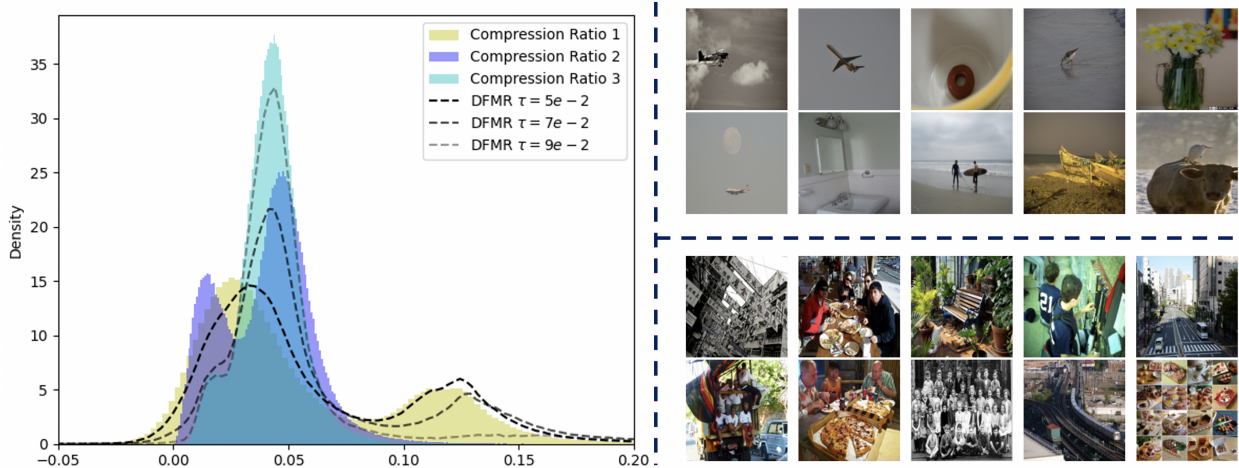 Density
35
30
25
20
15
10
5
0
−0.05
0.00
0.05
0.10
0.15
0.20
Compression Ratio 1
Compression Ratio 2
Compression Ratio 3
DFMR τ = 5e − 2
DFMR τ = 7e − 2
DFMR τ = 9e − 2
21